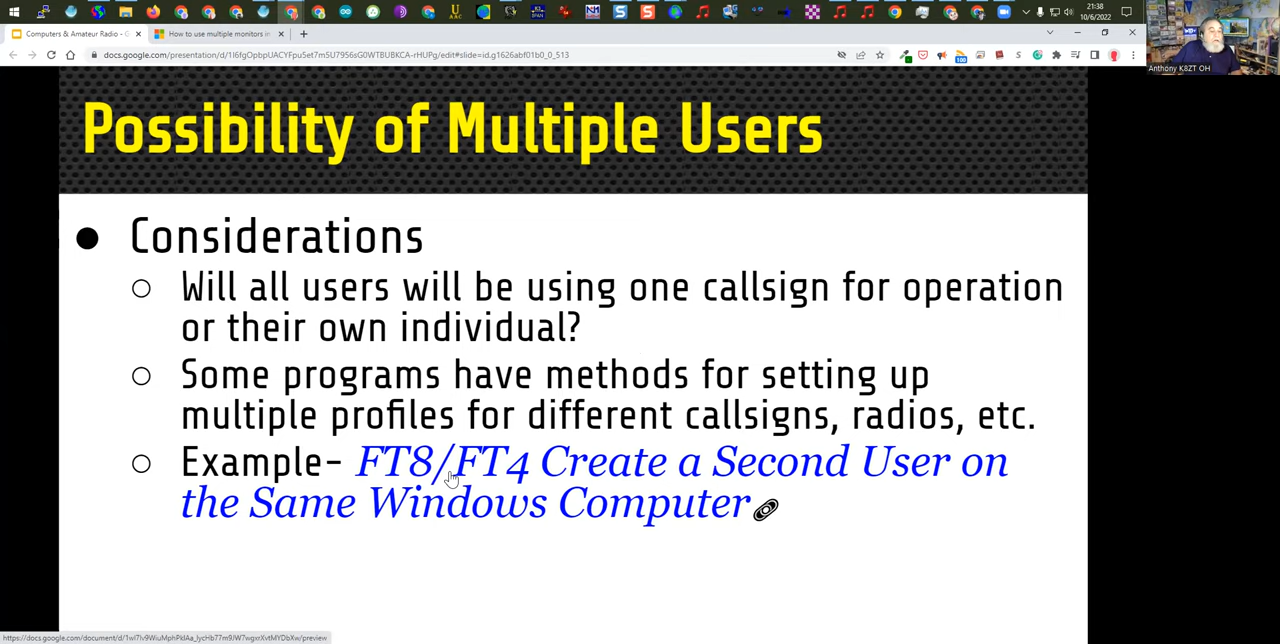 21:38
10/6/2022
Computers & Amateur Radio - G
How to use multiple monitors in
Anthony K8ZT OH
Possibility of Multiple Users
Considerations
Will all users will be using one callsign for operation
or their own individual?
Some programs have methods for setting up
multiple profiles for different callsigns, radios, etc.
Example- FT8/FT4 Create a Second User on
the Same Windows Computer